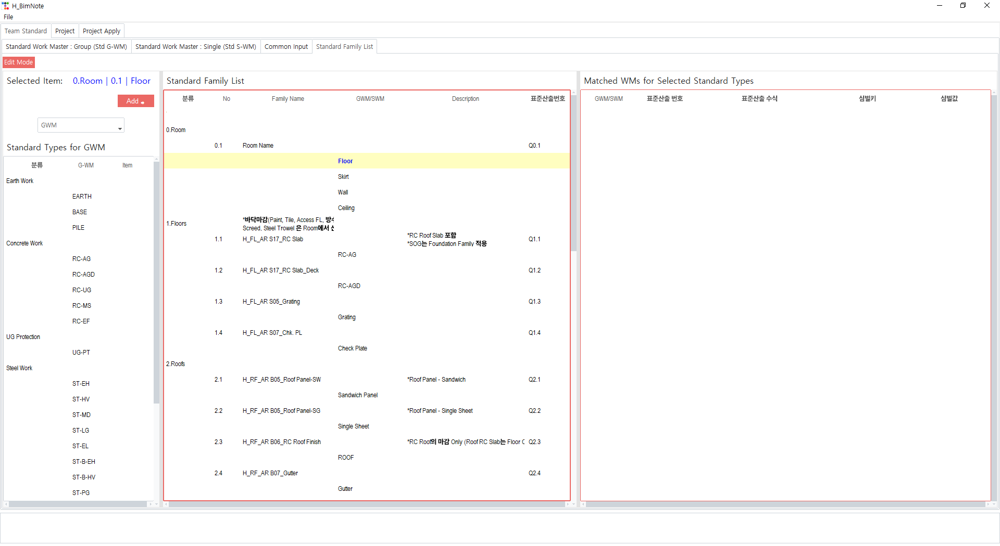 H_BimNote
File
Team Standard Project Project Apply
Standard Work Master : Group (Std G-WM) Standard Work Master : Single (Std S-WM) Common Input Standard Family List
Edit Mode
Selected Item: 0.Room | 0.1 | Floor
Add
GWM
Standard Types for GWM
분류 G-WM Item
Earth Work
EARTH
BASE
PILE
Concrete Work
RC-AG
RC-AGD
RC-UG
RC-MS
RC-EF
UG Protection
UG-PT
Steel Work
ST-EH
ST-HV
ST-MD
ST-LG
ST-EL
ST-B-EH
ST-B-HV
ST-PG
Standard Family List
분류 No Family Name GWM/SWM Description 표준산출번호
.
0.Room
0.1 Room Name Q0.1
Floor
Skirt
Wall
Ceiling
1.Floors *바닥마감(Paint, Tile, Access FL,
Screed, Steel Trowel 은 Room에서
1.1 H_FL_AR S17_RC Slab *RC Roof Slab 포함 Q1.1
*SOG는 Foundation Family 적용
RC-AG
1.2 H_FL_AR S17_RC Slab_Deck Q1.2
RC-AGD
1.3 H_FL_AR S05_Grating Q1.3
Grating
1.4 H_FL_AR S07_Chk. PL Q1.4
Check Plate
2.Roofs
2.1 H_RF_AR B05_Roof Panel-SW *Roof Panel - Sandwich Q2.1
Sandwich Panel
2.2 H_RF_AR B05_Roof Panel-SG *Roof Panel - Single Sheet Q2.2
Single Sheet
2.3 H_RF_AR B06_RC Roof Finish *RC Roof의 마감 Only (Roof RC Slab는 Floor Q2.3
ROOF
2.4 H_RF_AR B07_Gutter Q2.4
Gutter
Matched WMs for Selected Standard Types
GWM/SWM 표준산출 번호 표준산출 수식 심벌키 심벌값